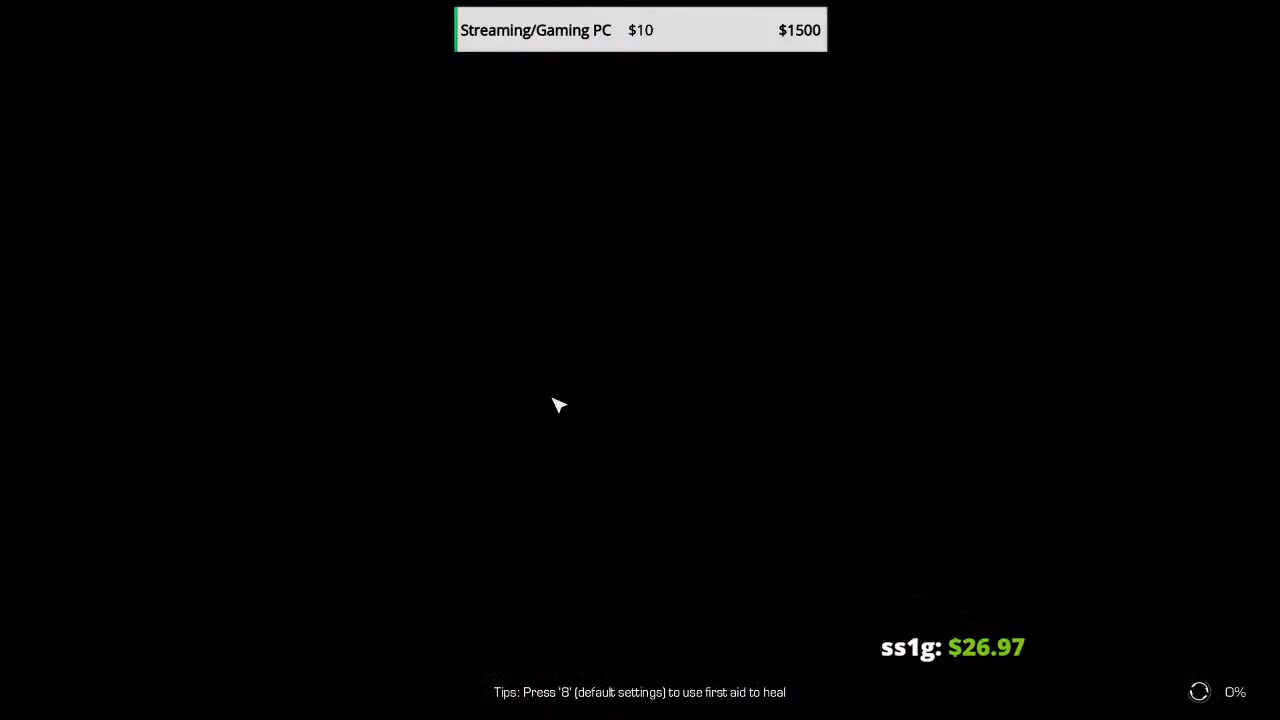 Streaming/Gaming PC $10 $1500
ss1g: $26.97
Tips: Press '8' (default settings) to use first aid to heal
0%